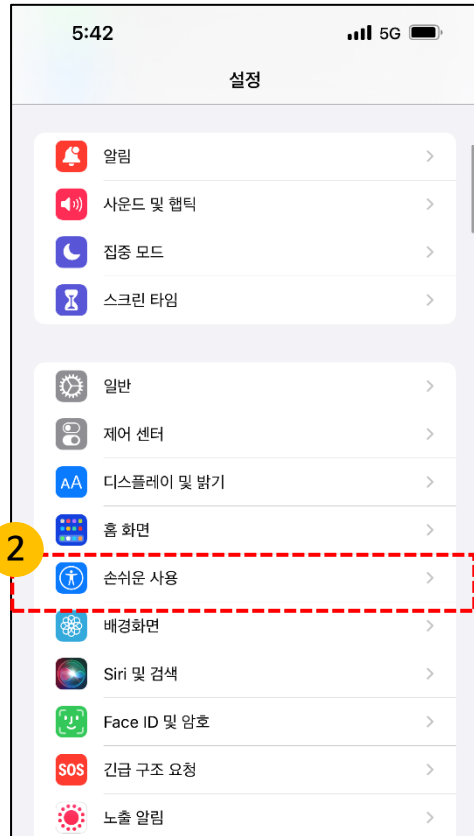 5:42 5G
설정
알림
사운드 및 햅틱
집중 모드
스크린 타임
일반
제어 센터
AA 디스플레이 및 밝기
홈 화면
2
손쉬운 사용
배경화면
Siri 및 검색
Face ID 및 암호
SOS 긴급 구조 요청
노출 알림